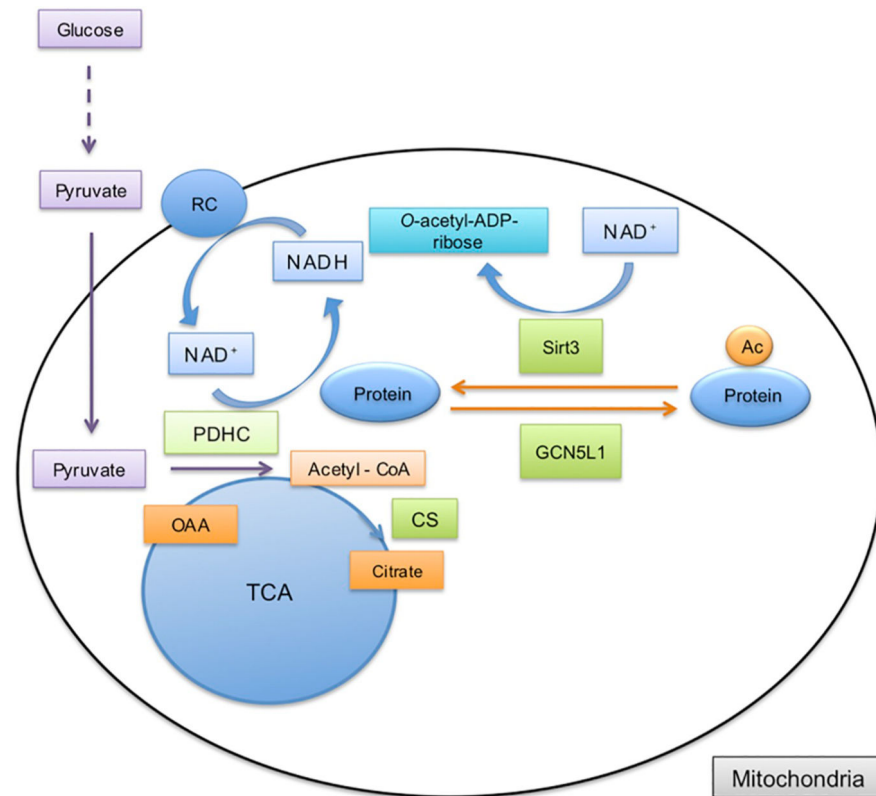 Glucose
Pyruvate
RC
O-acetyl-ADP-
ribose
NAD+
NADH
NAD+
Sirt3
Ac
Protein
Protein
PDHC
GCN5L1
Pyruvate
Acetyl - CoA
OAA
CS
Citrate
TCA
Mitochondria